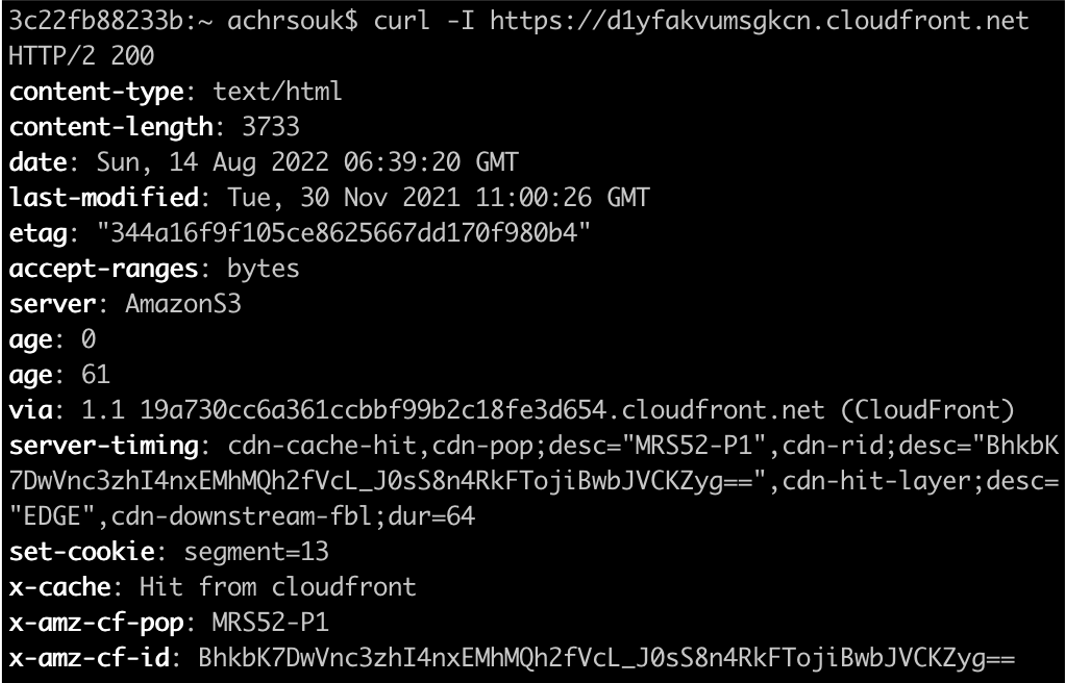 3c22fb88233b:~ achrsouk$ curl -I https://d1yfakvumsgkcn.cloudfront.net
HTTP/2 200
content-type: text/html
content-length: 3733
date: Sun, 14 Aug 2022 06:39:20 GMT
last-modified: Tue, 30 Nov 2021 11:00:26 GMT
etag: "344a16f9f105ce8625667dd170f980b4"
accept-ranges: bytes
server: AmazonS3
age: 0
age: 61
via: 1.1 19a730cc6a361ccbbf99b2c18fe3d654.cloudfront.net (CloudFront)
server-timing: cdn-cache-hit,cdn-pop;desc="MRS52-P1",cdn-rid;desc="BhkbK
7DwVnc3zhI4nxEMhMQh2fVcL_J0sS8n4RkFTojiBwbJVCKZyg==",cdn-hit-layer;desc=
"EDGE",cdn-downstream-fbl;dur=64
set-cookie: segment=13
x-cache: Hit from cloudfront
x-amz-cf-pop: MRS52-P1
x-amz-cf-id: BhkbK7DwVnc3zhI4nxEMhMQh2fVcL_J0sS8n4RkFTojiBwbJVCKZyg==